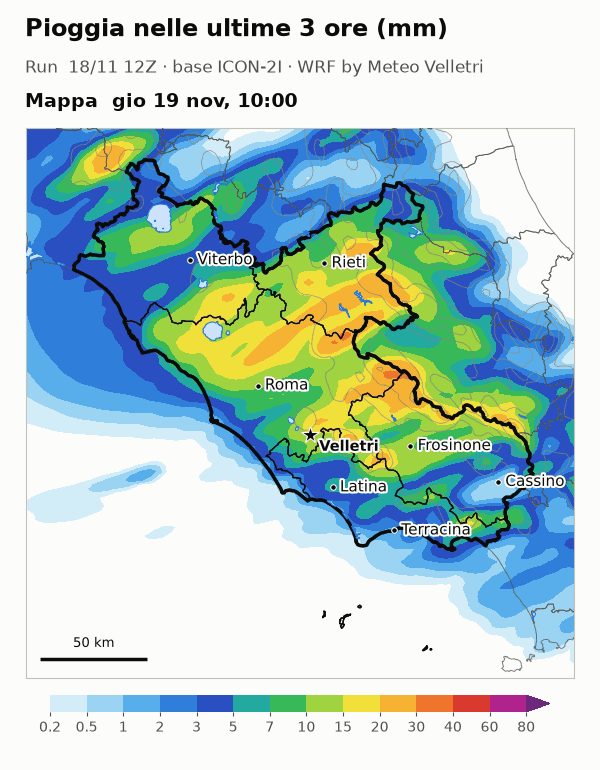 Pioggia nelle ultime 3 ore (mm)
Run  18/11 12Z · base ICON-2I · WRF by Meteo Velletri
Mappa  gio 19 nov, 10:00
Viterbo
Rieti
Roma
Velletri
Frosinone
Cassino
Latina
Terracina
50 km
0.2 0.5 1 2 3 5 7 10 15 20 30 40 60 80